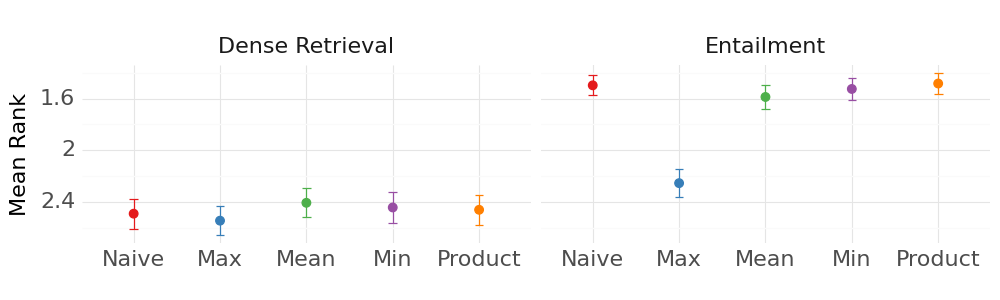 Dense Retrieval
Entailment
Mean Rank
1.6
2
2.4
Naive Max Mean Min Product
Naive Max Mean Min Product